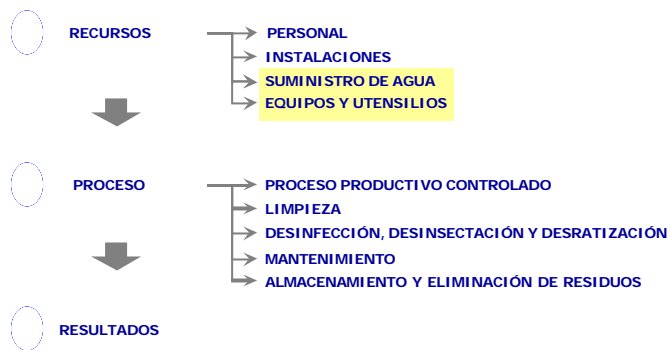 RECURSOS
PERSONAL
INSTALACIONES
SUMINISTRO DE AGUA
EQUIPOS Y UTENSILIOS
PROCESO
PROCESO PRODUCTIVO CONTROLADO
LIMPIEZA
DESINFECCIÓN, DESINSECTACIÓN Y DESRATIZACIÓN
MANTENIMIENTO
ALMACENAMIENTO Y ELIMINACIÓN DE RESIDUOS
RESULTADOS